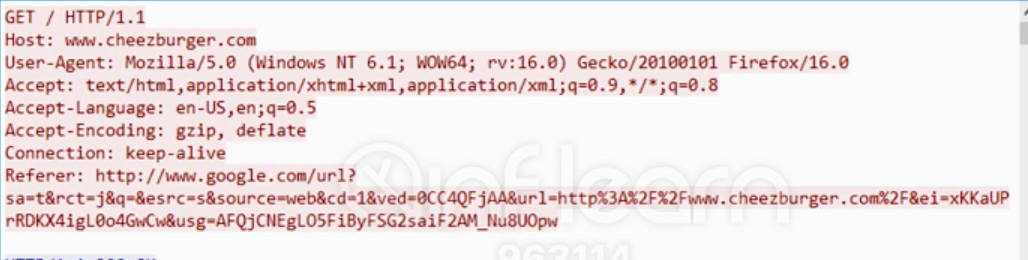 GET / HTTP/1.1
Host: www.cheezburger.com
User-Agent: Mozilla/5.0 (Windows NT 6.1; WOW64; rv:16.0) Gecko/20100101 Firefox/16.0
Accept: text/html,application/xhtml+xml,application/xml;q=0.9,*/*;q=0.8
Accept-Language: en-US,en;q=0.5
Accept-Encoding: gzip, deflate
Connection: keep-alive
Referer: http://www.google.com/url?
sa=t&rct=j&q=&esrc=s&source=web&cd=1&ved=0CC4QFjAA&url=http%3A%2F%2Fwww.cheezburger.com%2F&ei=xKKaUP
rRDKX4igL0o4GwCw&usg=AFQjCNEgLO5FiByFSG2saiF2AM_Nu8UOpw
inflearn
963114